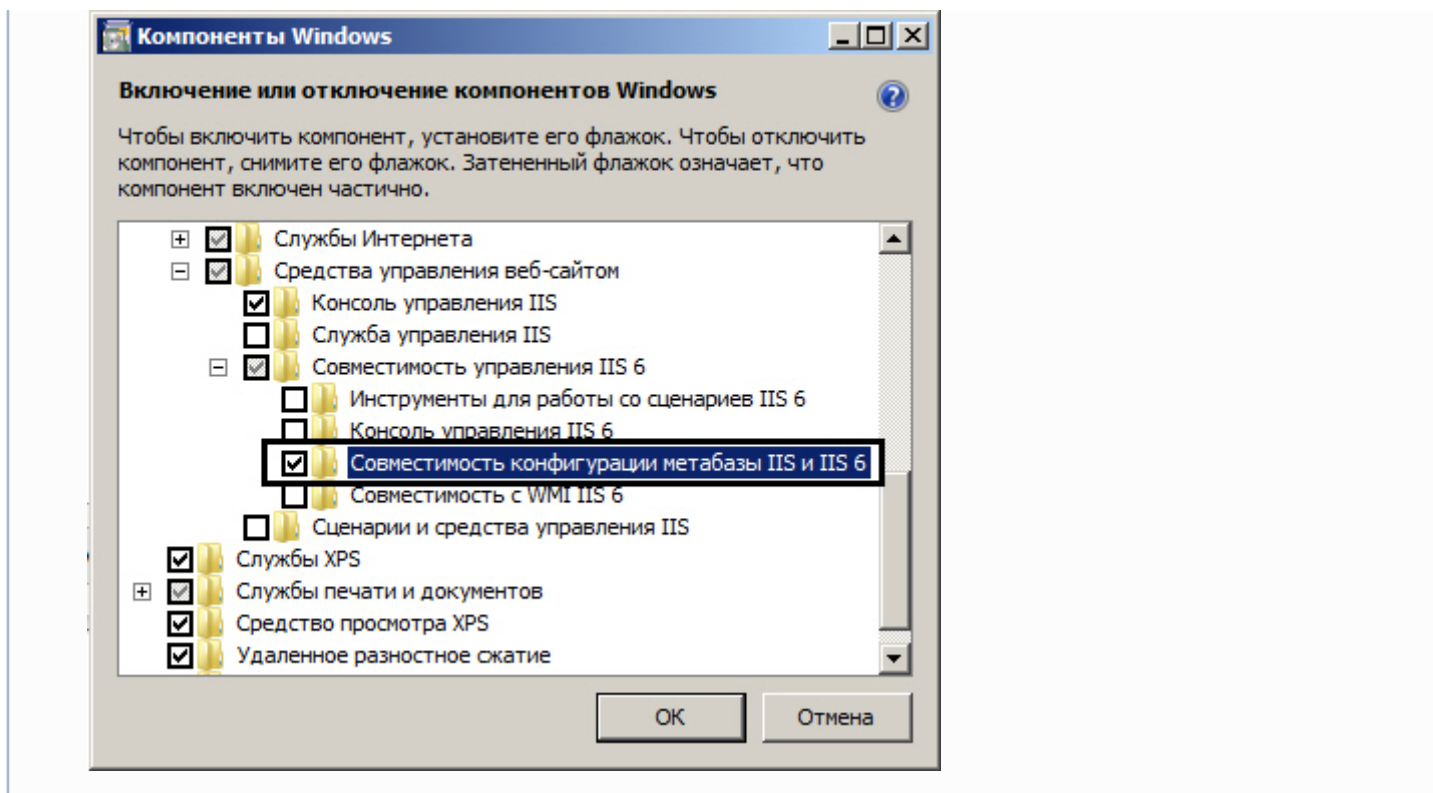 Компоненты Windows
Включение или отключение компонентов Windows
Чтобы включить компонент, установите его флажок. Чтобы отключить
компонент, снимите его флажок. Затененный флажок означает, что
компонент включен частично.
Службы Интернета
Средства управления веб-сайтом
Консоль управления IIS
Служба управления IIS
Совместимость управления IIS 6
Инструменты для работы со сценариев IIS 6
Консоль управления IIS 6
Совместимость конфигурации метабазы IIS и IIS 6
Совместимость с WMI IIS 6
Сценарии и средства управления IIS
Службы XPS
Службы печати и документов
Средство просмотра XPS
Удаленное разностное сжатие
ОК Отмена